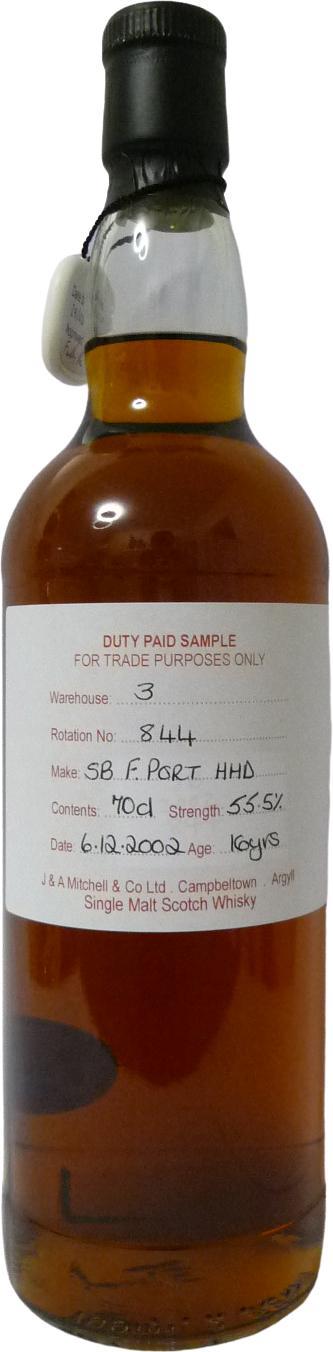 DUTY PAID SAMPLE
FOR TRADE PURPOSES ONLY
Warehouse: 3
Rotation No: 844
Make: SB F. PORT HHD
Contents: 70cl Strength: 55.5%
Date: 6.12.2002 Age: 16yrs
J & A Mitchell & Co Ltd . Campbeltown . Argyll
Single Malt Scotch Whisky